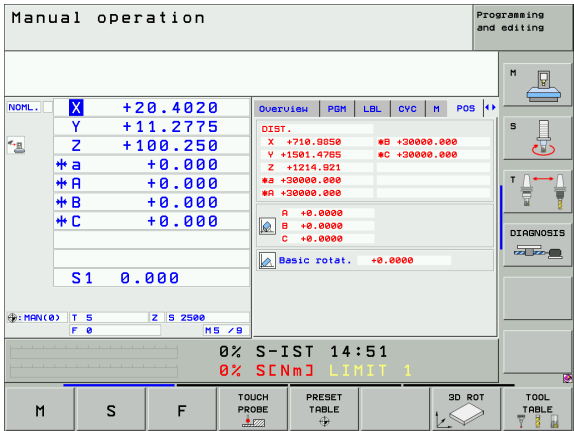 Manual operation
Programming
and editing
NOML.
X +20.4020
Y +11.2775
Z +100.250
a +0.000
A +0.000
B +0.000
C +0.000
S1 0.000
:MAN(0) T 5 Z S 2500
F 0 M5 /9
Overview PGM LBL CYC M POS
DIST.
X +710.9850 *B +30000.000
Y +1501.4765 *C +30000.000
Z +1214.921
*a +30000.000
*A +30000.000
A +0.0000
B +0.0000
C +0.0000
Basic rotat. +0.0000
0% S-IST 14:51
0% S[Nm] LIMIT 1
M
S
T
DIAGNOSIS
M
S
F
TOUCH
PROBE
PRESET
TABLE
3D ROT
TOOL
TABLE